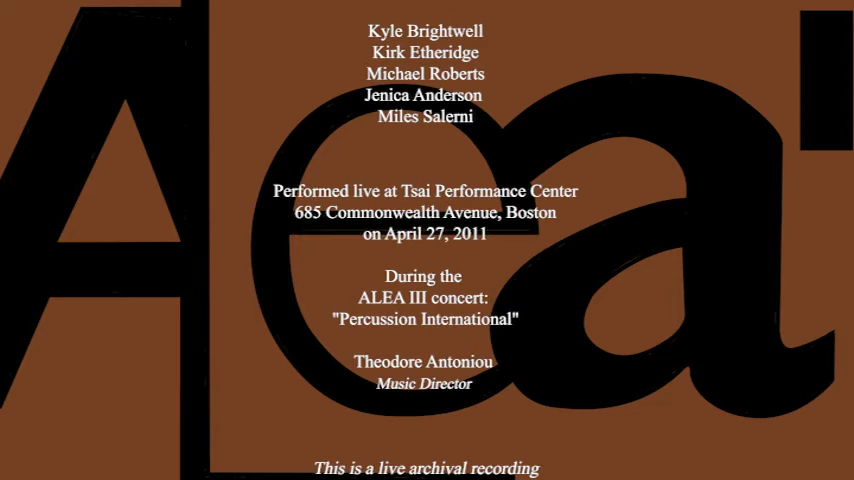 Kyle Brightwell
Kirk Etheridge
Michael Roberts
Jenica Anderson
Miles Salerni
Performed live at Tsai Performance Center
685 Commonwealth Avenue, Boston
on April 27, 2011
During the
ALEA III concert:
"Percussion International"
Theodore Antoniou
Music Director
This is a live archival recording
Alea